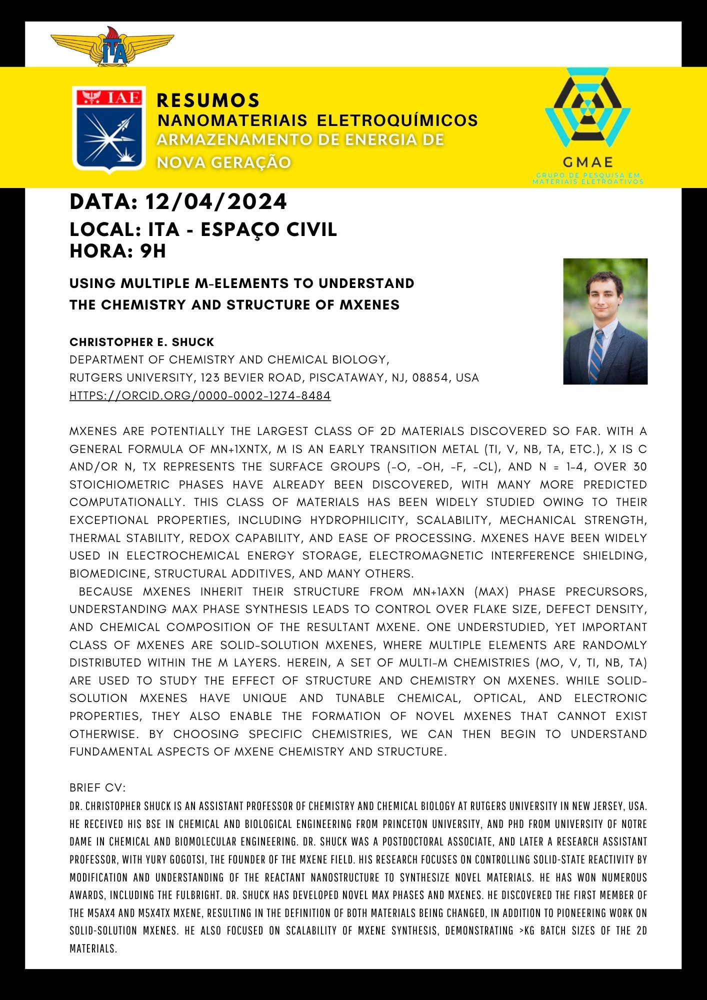 ITA
IAE
RESUMOS
NANOMATERIAIS ELETROQUÍMICOS
ARMAZENAMENTO DE ENERGIA DE
NOVA GERAÇÃO
GMAE
GRUPO DE PESQUISA EM
MATERIAIS ELETROATIVOS
DATA: 12/04/2024
LOCAL: ITA - ESPAÇO CIVIL
HORA: 9H
USING MULTIPLE M-ELEMENTS TO UNDERSTAND
THE CHEMISTRY AND STRUCTURE OF MXENES
CHRISTOPHER E. SHUCK
DEPARTMENT OF CHEMISTRY AND CHEMICAL BIOLOGY,
RUTGERS UNIVERSITY, 123 BEVIER ROAD, PISCATAWAY, NJ, 08854, USA
HTTPS://ORCID.ORG/0000-0002-1274-8484
MXENES ARE POTENTIALLY THE LARGEST CLASS OF 2D MATERIALS DISCOVERED SO FAR. WITH A
GENERAL FORMULA OF MN+1XNTX, M IS AN EARLY TRANSITION METAL (TI, V, NB, TA, ETC.), X IS C
AND/OR N, TX REPRESENTS THE SURFACE GROUPS (-O, -OH, -F, -CL), AND N = 1-4, OVER 30
STOICHIOMETRIC PHASES HAVE ALREADY BEEN DISCOVERED, WITH MANY MORE PREDICTED
COMPUTATIONALLY. THIS CLASS OF MATERIALS HAS BEEN WIDELY STUDIED OWING TO THEIR
EXCEPTIONAL PROPERTIES, INCLUDING HYDROPHILICITY, SCALABILITY, MECHANICAL STRENGTH,
THERMAL STABILITY, REDOX CAPABILITY, AND EASE OF PROCESSING. MXENES HAVE BEEN WIDELY
USED IN ELECTROCHEMICAL ENERGY STORAGE, ELECTROMAGNETIC INTERFERENCE SHIELDING,
BIOMEDICINE, STRUCTURAL ADDITIVES, AND MANY OTHERS.
BECAUSE MXENES INHERIT THEIR STRUCTURE FROM MN+1AXN (MAX) PHASE PRECURSORS,
UNDERSTANDING MAX PHASE SYNTHESIS LEADS TO CONTROL OVER FLAKE SIZE, DEFECT DENSITY,
AND CHEMICAL COMPOSITION OF THE RESULTANT MXENE. ONE UNDERSTUDIED, YET IMPORTANT
CLASS OF MXENES ARE SOLID-SOLUTION MXENES, WHERE MULTIPLE ELEMENTS ARE RANDOMLY
DISTRIBUTED WITHIN THE M LAYERS. HEREIN, A SET OF MULTI-M CHEMISTRIES (MO, V, TI, NB, TA)
ARE USED TO STUDY THE EFFECT OF STRUCTURE AND CHEMISTRY ON MXENES. WHILE SOLID-
SOLUTION MXENES HAVE UNIQUE AND TUNABLE CHEMICAL, OPTICAL, AND ELECTRONIC
PROPERTIES, THEY ALSO ENABLE THE FORMATION OF NOVEL MXENES THAT CANNOT EXIST
OTHERWISE. BY CHOOSING SPECIFIC CHEMISTRIES, WE CAN THEN BEGIN TO UNDERSTAND
FUNDAMENTAL ASPECTS OF MXENE CHEMISTRY AND STRUCTURE.
BRIEF CV:
DR. CHRISTOPHER SHUCK IS AN ASSISTANT PROFESSOR OF CHEMISTRY AND CHEMICAL BIOLOGY AT RUTGERS UNIVERSITY IN NEW JERSEY, USA.
HE RECEIVED HIS BSE IN CHEMICAL AND BIOLOGICAL ENGINEERING FROM PRINCETON UNIVERSITY, AND PHD FROM UNIVERSITY OF NOTRE
DAME IN CHEMICAL AND BIOMOLECULAR ENGINEERING. DR. SHUCK WAS A POSTDOCTORAL ASSOCIATE, AND LATER A RESEARCH ASSISTANT
PROFESSOR, WITH YURY GOGOTSI, THE FOUNDER OF THE MXENE FIELD. HIS RESEARCH FOCUSES ON CONTROLLING SOLID-STATE REACTIVITY BY
MODIFICATION AND UNDERSTANDING OF THE REACTANT NANOSTRUCTURE TO SYNTHESIZE NOVEL MATERIALS. HE HAS WON NUMEROUS
AWARDS, INCLUDING THE FULBRIGHT. DR. SHUCK HAS DEVELOPED NOVEL MAX PHASES AND MXENES. HE DISCOVERED THE FIRST MEMBER OF
THE M5AX4 AND M5X4TX MXENE, RESULTING IN THE DEFINITION OF BOTH MATERIALS BEING CHANGED, IN ADDITION TO PIONEERING WORK ON
SOLID-SOLUTION MXENES. HE ALSO FOCUSED ON SCALABILITY OF MXENE SYNTHESIS, DEMONSTRATING >KG BATCH SIZES OF THE 2D
MATERIALS.